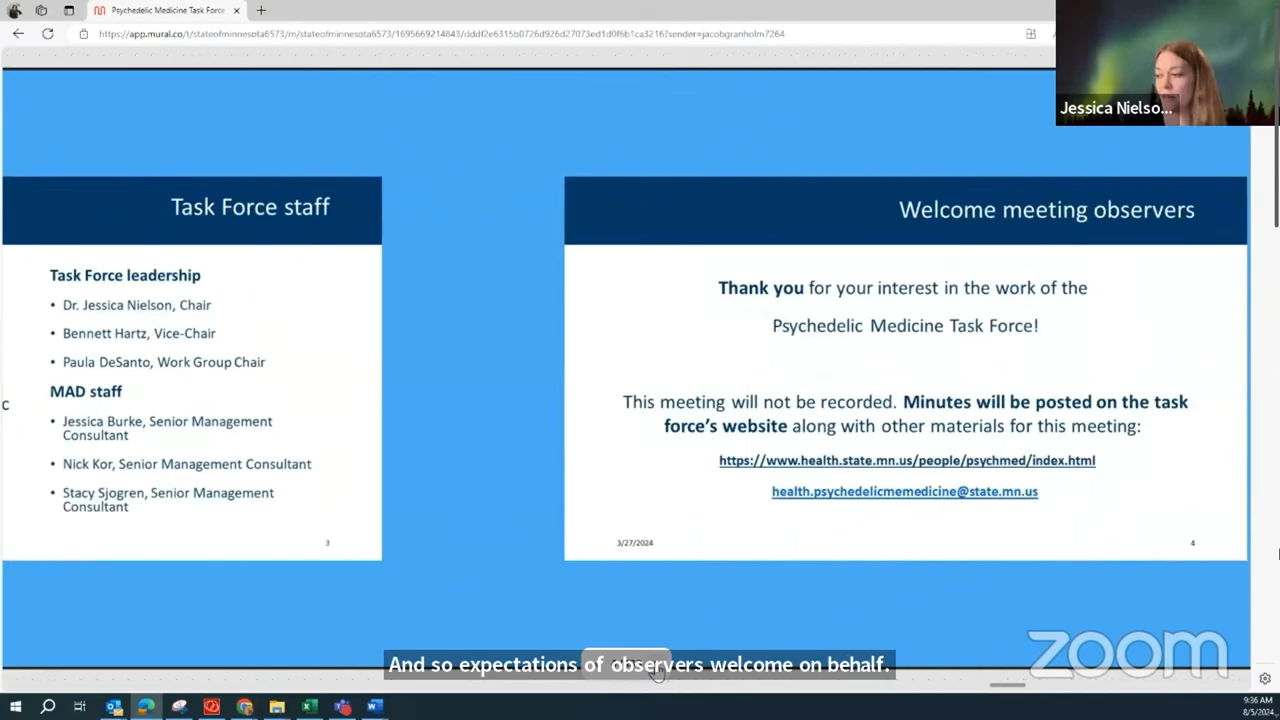 Psychedelic Medicine Task Force
https://app.mural.co/t/stateofminnesota6573/m/stateofminnesota6573/1695669214843/dddf2e6315b0726d926d27073ed1d0f6b1ca3216?sender=jacobgranholm7264
Jessica Nielso...
Task Force staff
Task Force leadership
• Dr. Jessica Nielson, Chair
• Bennett Hartz, Vice-Chair
• Paula DeSanto, Work Group Chair
c
MAD staff
• Jessica Burke, Senior Management
Consultant
• Nick Kor, Senior Management Consultant
• Stacy Sjogren, Senior Management
Consultant
3
Welcome meeting observers
Thank you for your interest in the work of the
Psychedelic Medicine Task Force!
This meeting will not be recorded. Minutes will be posted on the task
force's website along with other materials for this meeting:
https://www.health.state.mn.us/people/psychmed/index.html
health.psychedelicmemedicine@state.mn.us
3/27/2024
4
And so expectations of observers welcome on behalf.
zoom
9:36 AM
8/5/2024